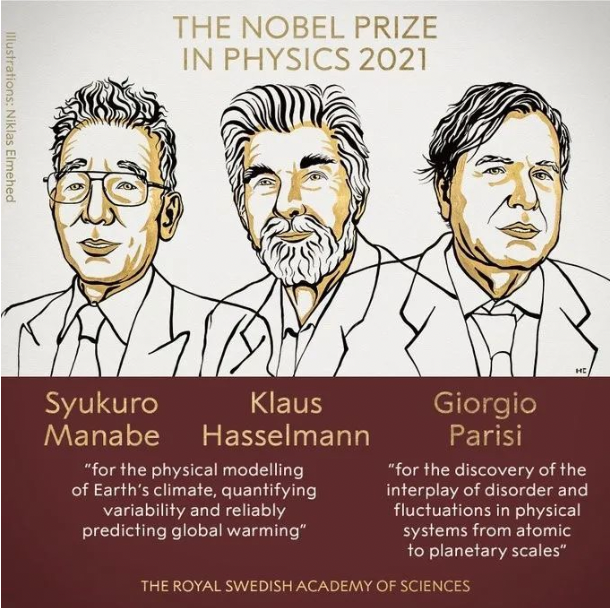 THE NOBEL PRIZE
IN PHYSICS 2021
Illustrations: Niklas Elmehed
Syukuro
Manabe
Klaus
Hasselmann
Giorgio
Parisi
“for the physical modelling
of Earth’s climate, quantifying
variability and reliably
predicting global warming”
“for the discovery of the
interplay of disorder and
fluctuations in physical
systems from atomic
to planetary scales”
THE ROYAL SWEDISH ACADEMY OF SCIENCES